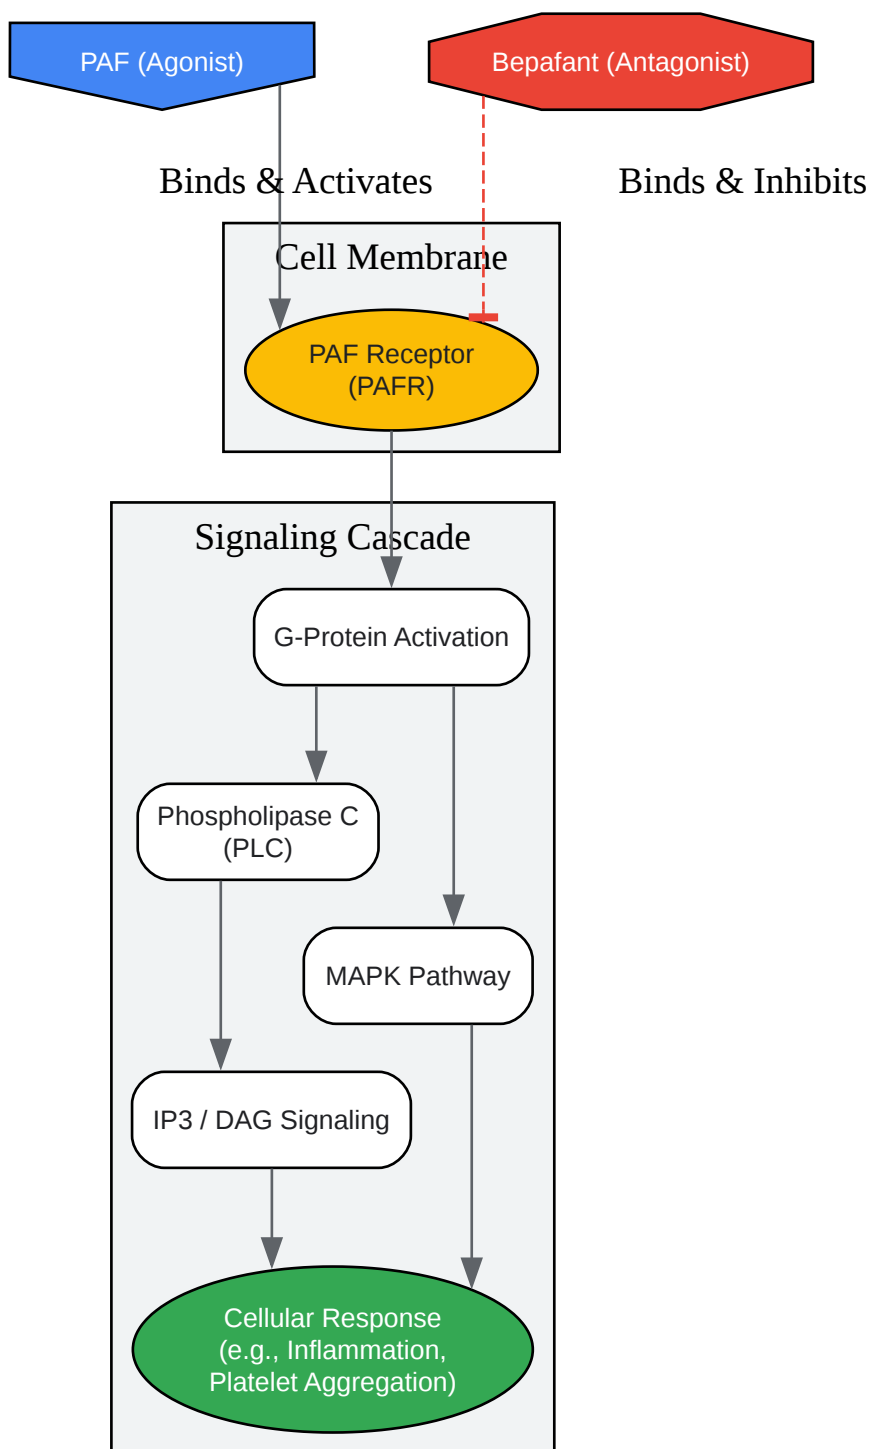 PAF (Agonist)
Bepafant (Antagonist)
Binds & Activates
Binds & Inhibits
Cell Membrane
PAF Receptor
(PAFR)
Signaling Cascade
G-Protein Activation
Phospholipase C
(PLC)
MAPK Pathway
IP3 / DAG Signaling
Cellular Response
(e.g., Inflammation,
Platelet Aggregation)